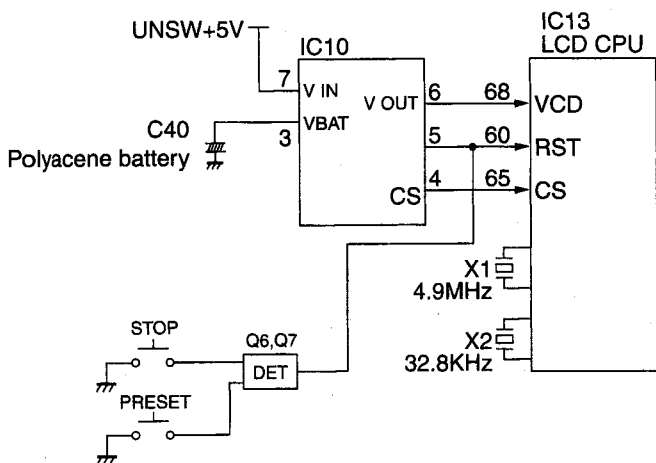 UNSW+5V
IC10
IC13
LCD CPU
7
V IN
V OUT
6
68
VCD
C40
Polyacene battery
VBAT
3
5
60
RST
CS
4
65
CS
X1
4.9MHz
X2
32.8KHz
STOP
Q6,Q7
DET
PRESET